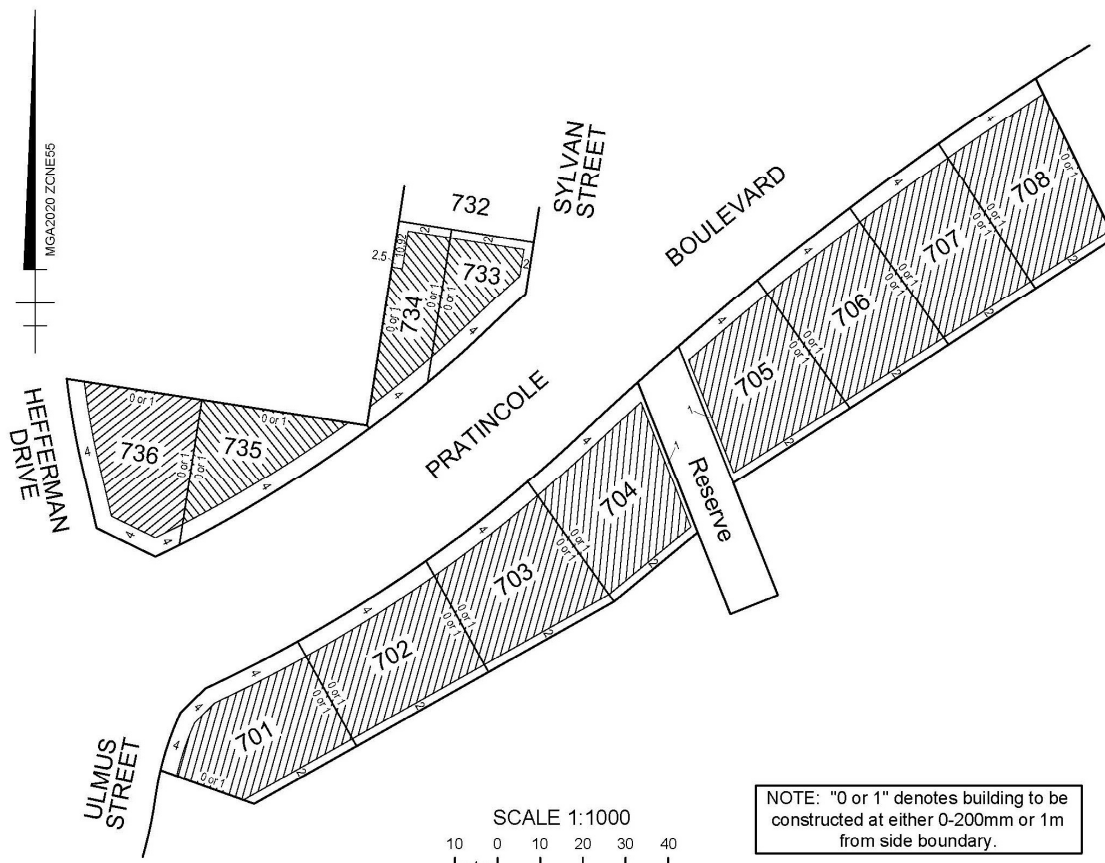 MGA2020 ZCNE55
SYLVAN
STREET
BOULEVARD
732
2
2
2.5
10.92
2
733
734
0 or 1
0 or 1
0 or 1
4
4
4
708
0 or 1
0 or 1
0 or 1
2
4
707
0 or 1
0 or 1
2
4
706
0 or 1
0 or 1
2
4
705
1
2
HEFFERMAN
DRIVE
0 or 1
0 or 1
4
736
735
0 or 1
0 or 1
4
4
4
PRATINCOLE
4
704
1
Reserve
0 or 1
0 or 1
2
4
703
0 or 1
0 or 1
2
4
702
0 or 1
0 or 1
2
4
4
4
701
0 or 1
2
ULMUS
STREET
SCALE 1:1000
10 0 10 20 30 40
NOTE: "0 or 1" denotes building to be
constructed at either 0-200mm or 1m
from side boundary.